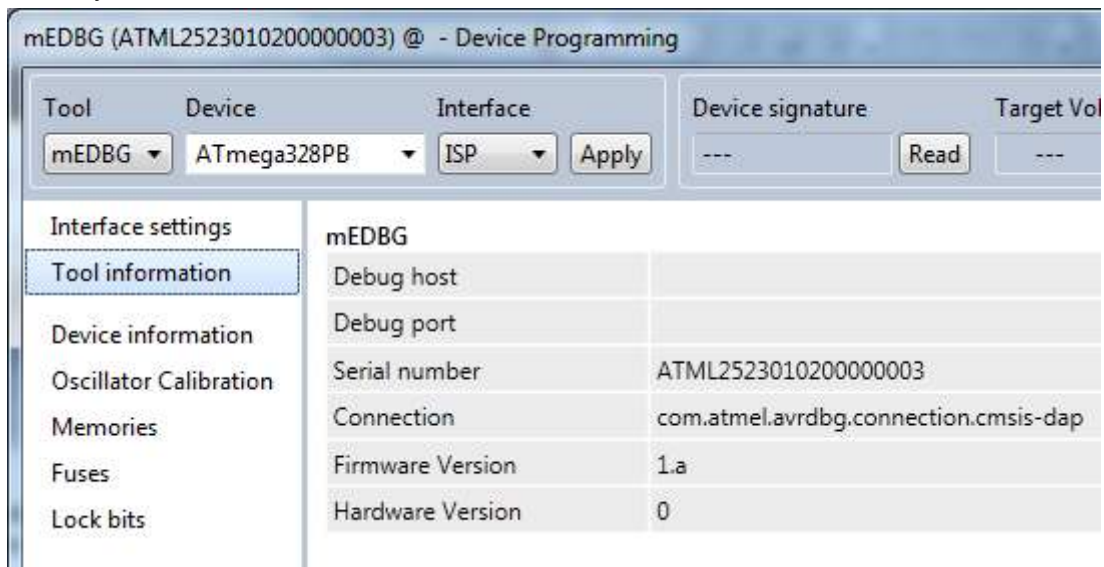 mEDBG (ATML2523010200000003) @  - Device Programming
Tool Device Interface Device signature Target Vol
mEDBG ATmega328PB ISP Apply --- Read ---
Interface settings
Tool information
Device information
Oscillator Calibration
Memories
Fuses
Lock bits
mEDBG
Debug host
Debug port
Serial number ATML2523010200000003
Connection com.atmel.avrdbg.connection.cmsis-dap
Firmware Version 1.a
Hardware Version 0